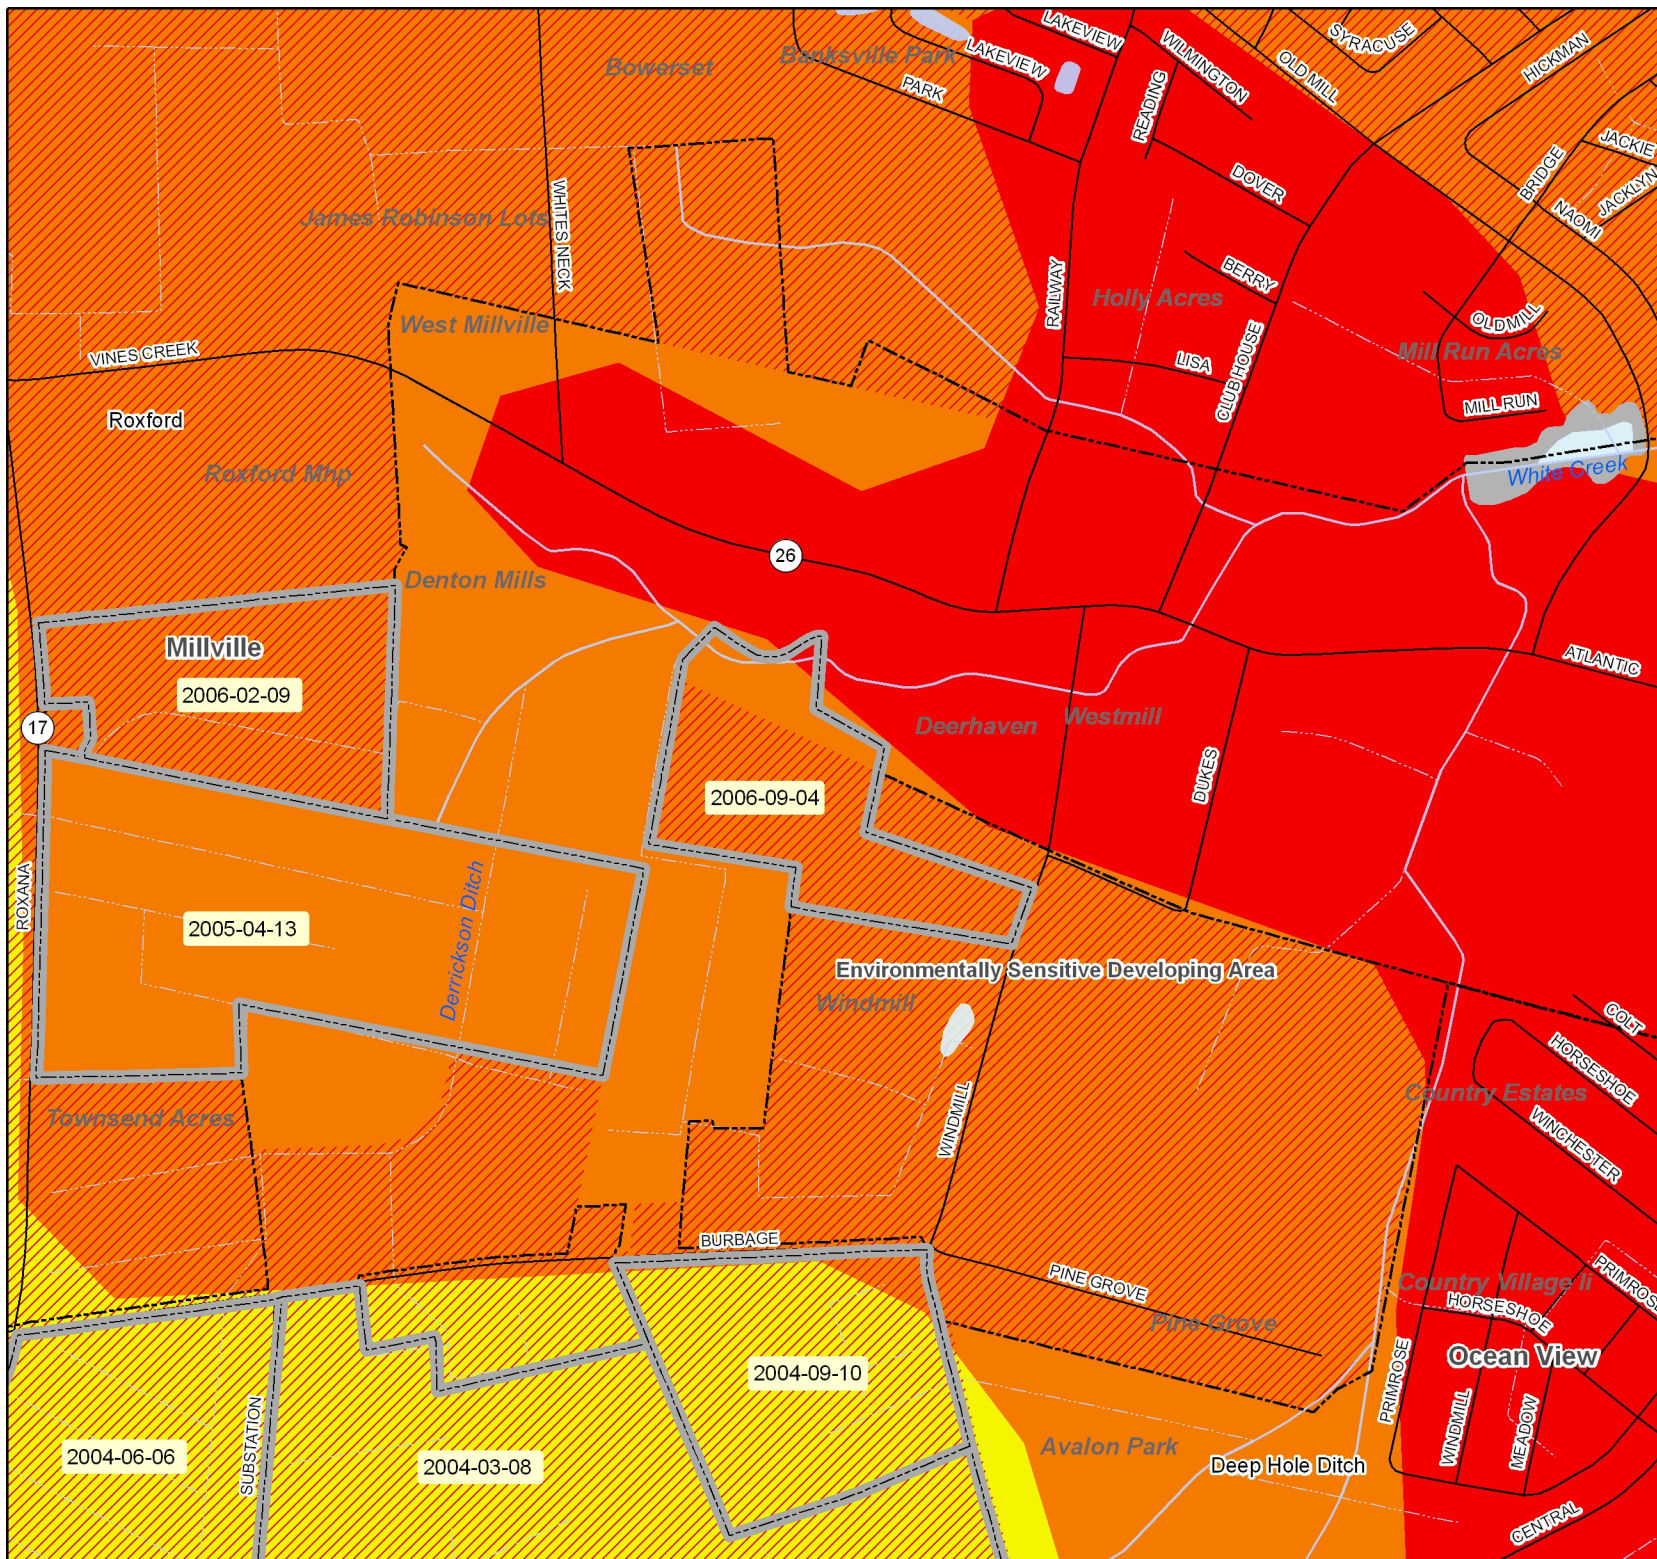 LAKEVIEW
SYRACUSE
Banksville Park
LAKEVIEW
WILMINGTON
HICKMAN
Bowerset
OLD MILL
PARK
READING
JACKIE
BRIDGE
DOVER
JACKLYN
James Robinson Lots
WHITES NECK
NAOMI
BERRY
RAILWAY
Holly Acres
West Millville
OLD MILL
VINES CREEK
Mill Run Acres
LISA
CLUB HOUSE
MILL RUN
Roxford
Roxford Mhp
White Creek
26
Denton Mills
Millville
ATLANTIC
2006-02-09
17
Deerhaven
Westmill
DUKES
2006-09-04
ROXANA
2005-04-13
Derrickson Ditch
Environmentally Sensitive Developing Area
Windmill
COLT
HORSESHOE
Country Estates
Townsend Acres
WINDMILL
WINCHESTER
BURBAGE
PINE GROVE
Country Village Ii
PRIMROSE
HORSESHOE
Pine Grove
Ocean View
2004-09-10
PRIMROSE
SUBSTATION
WINDMILL
MEADOW
Avalon Park
2004-06-06
2004-03-08
Deep Hole Ditch
CENTRAL